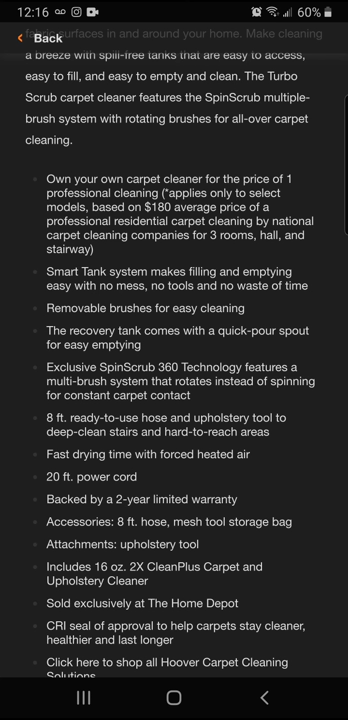 12:16
60%
fabric surfaces in and around your home. Make cleaning
Back
a breeze with spill-free tanks that are easy to access,
easy to fill, and easy to empty and clean. The Turbo
Scrub carpet cleaner features the SpinScrub multiple-
brush system with rotating brushes for all-over carpet
cleaning.
Own your own carpet cleaner for the price of 1
professional cleaning (*applies only to select
models, based on $180 average price of a
professional residential carpet cleaning by national
carpet cleaning companies for 3 rooms, hall, and
stairway)
Smart Tank system makes filling and emptying
easy with no mess, no tools and no waste of time
Removable brushes for easy cleaning
The recovery tank comes with a quick-pour spout
for easy emptying
Exclusive SpinScrub 360 Technology features a
multi-brush system that rotates instead of spinning
for constant carpet contact
8 ft. ready-to-use hose and upholstery tool to
deep-clean stairs and hard-to-reach areas
Fast drying time with forced heated air
20 ft. power cord
Backed by a 2-year limited warranty
Accessories: 8 ft. hose, mesh tool storage bag
Attachments: upholstery tool
Includes 16 oz. 2X CleanPlus Carpet and
Upholstery Cleaner
Sold exclusively at The Home Depot
CRI seal of approval to help carpets stay cleaner,
healthier and last longer
Click here to shop all Hoover Carpet Cleaning
Solutions